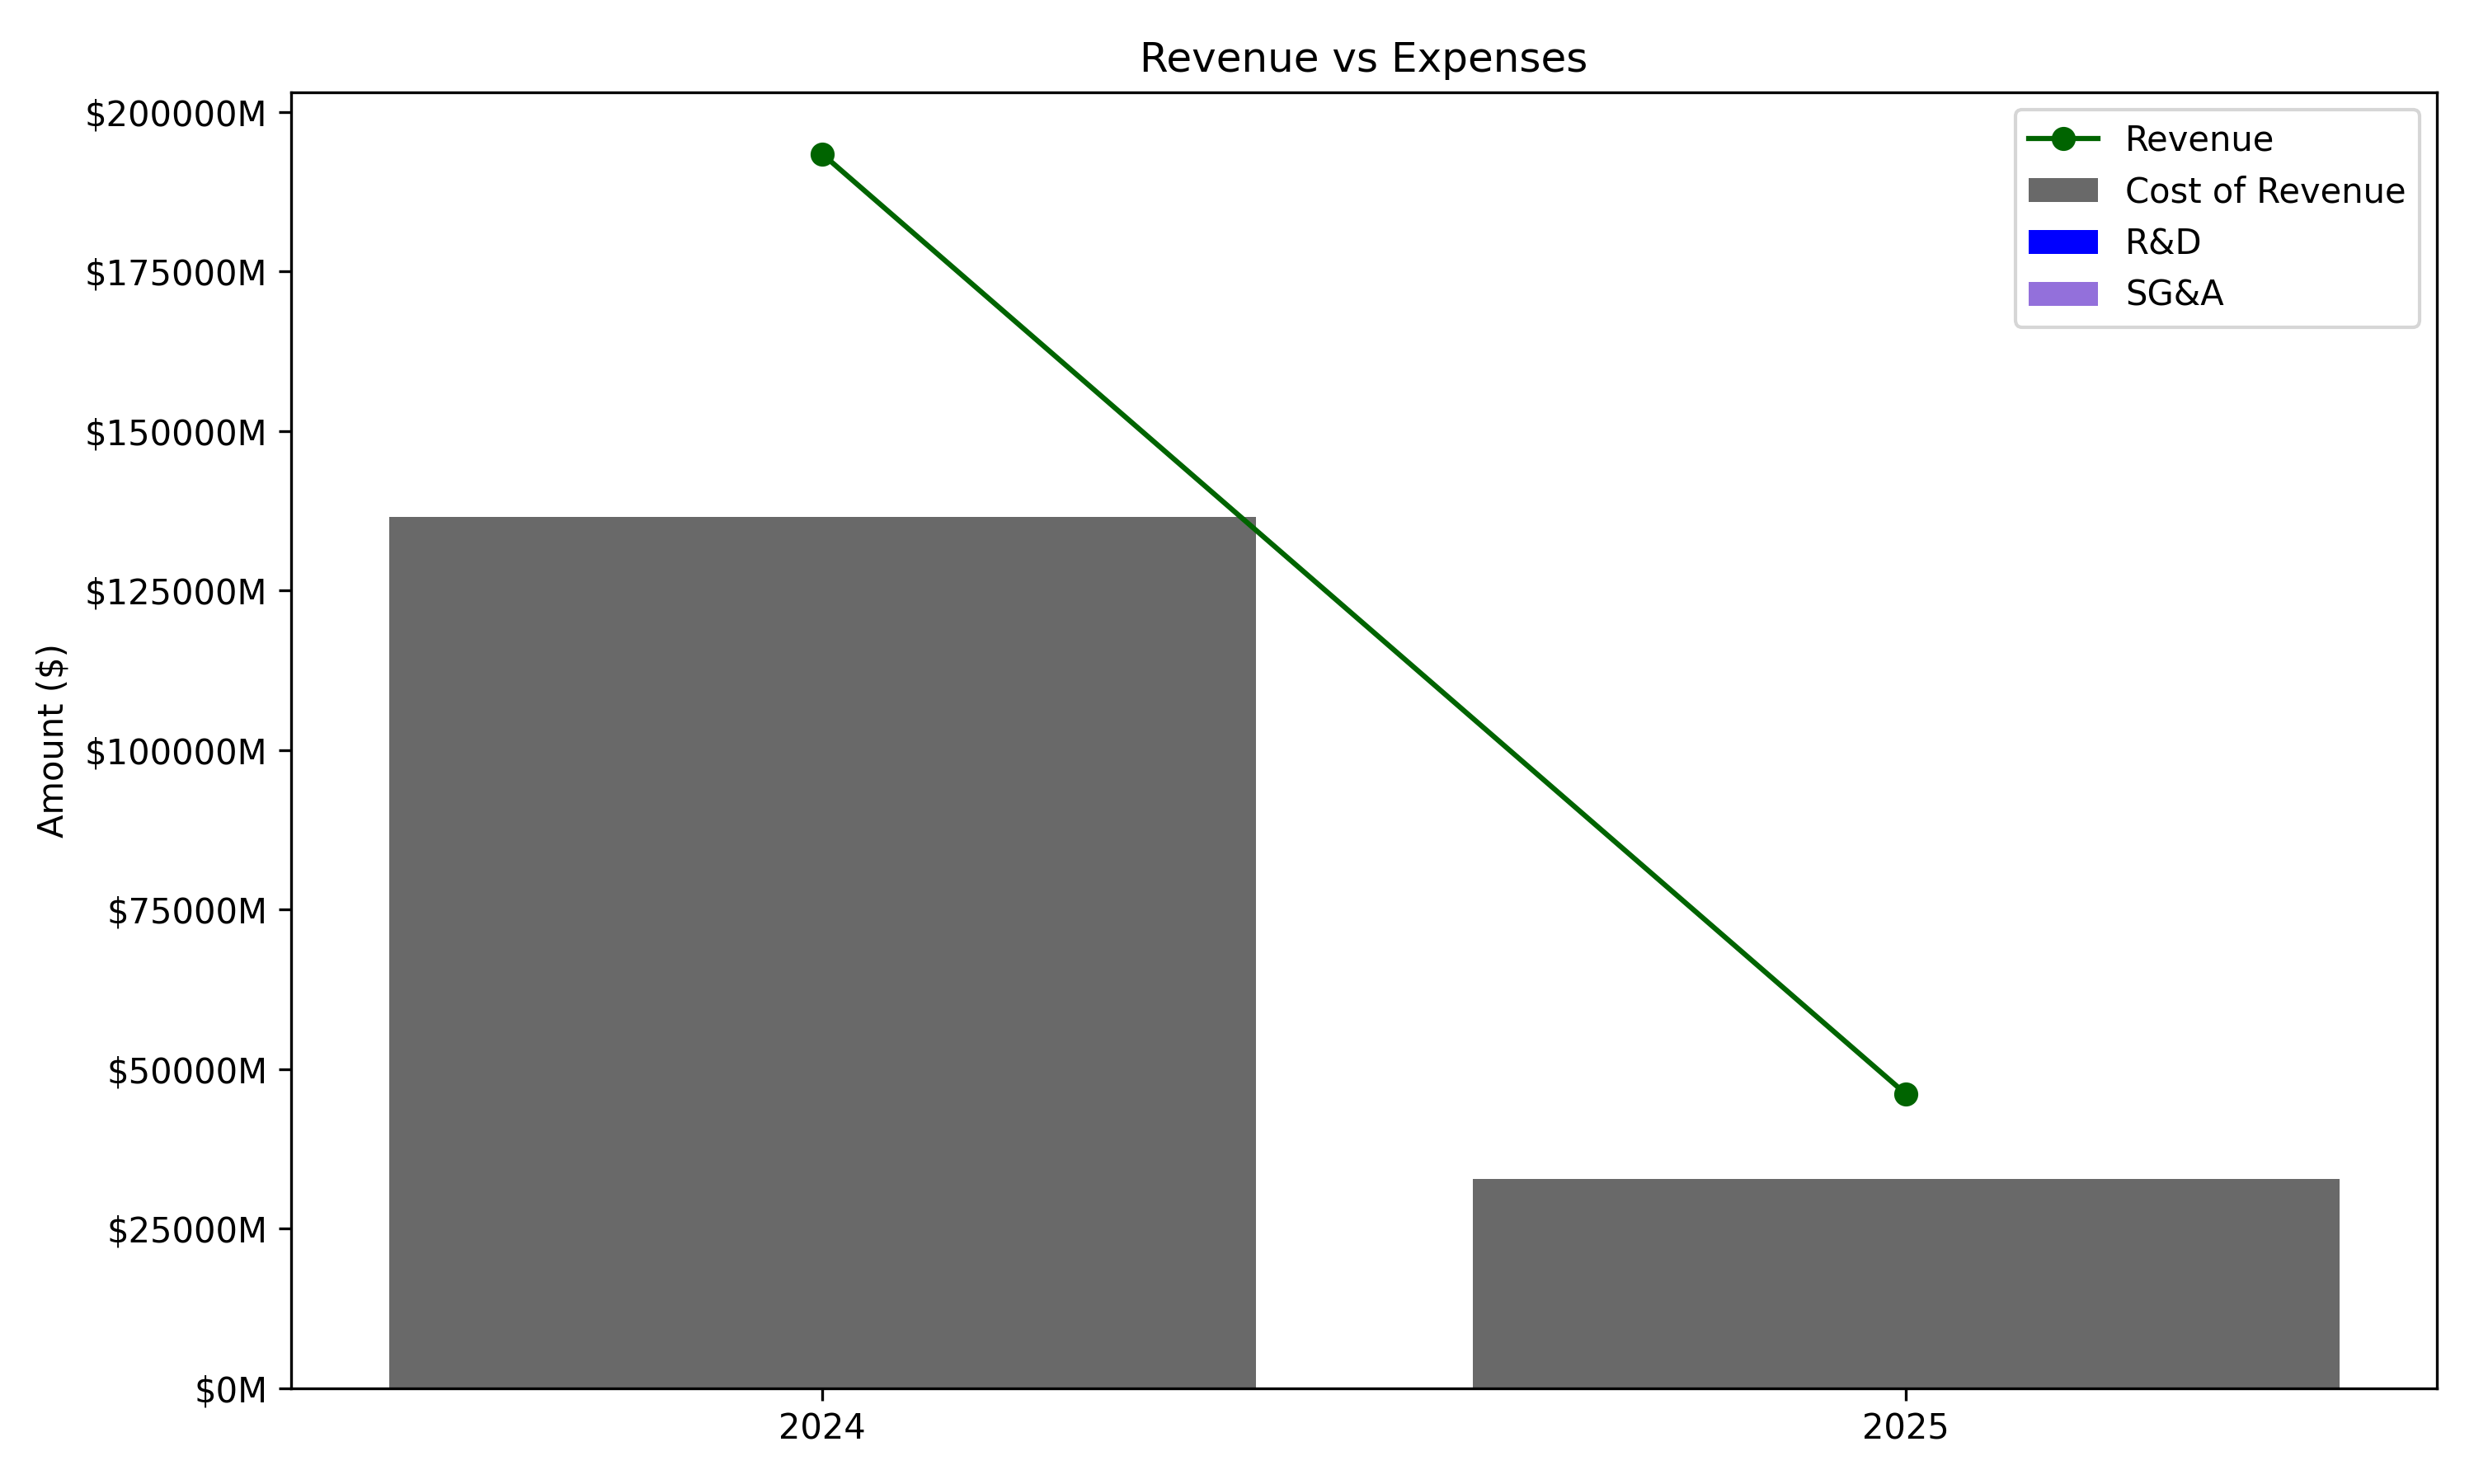 Revenue vs Expenses
$200000M
$175000M
$150000M
$125000M
$100000M
$75000M
$50000M
$25000M
$0M
Amount ($)
2024
2025
Revenue
Cost of Revenue
R&D
SG&A